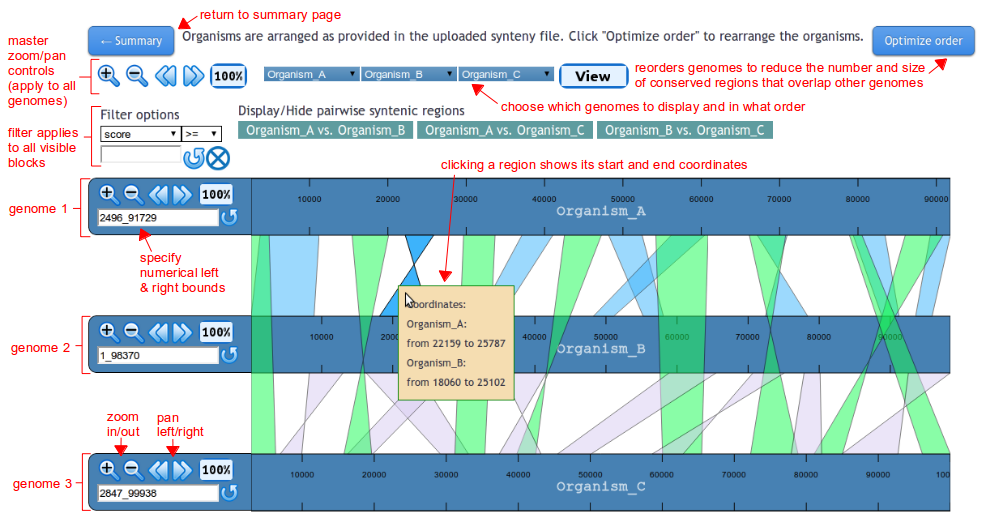 return to summary page
← Summary
Organisms are arranged as provided in the uploaded synteny file. Click "Optimize order" to rearrange the organisms.
Optimize order
master
zoom/pan
controls
(apply to all
genomes)
100%
Organism_A
Organism_B
Organism_C
View
reorders genomes to reduce the number and size
of conserved regions that overlap other genomes
choose which genomes to display and in what order
filter applies
to all visible
blocks
Filter options
score
>=
Display/Hide pairwise syntenic regions
Organism_A vs. Organism_B
Organism_A vs. Organism_C
Organism_B vs. Organism_C
clicking a region shows its start and end coordinates
genome 1
100%
2496_91729
10000 20000 30000 40000 50000 60000 70000 80000 90000
Organism_A
specify
numerical left
& right bounds
Coordinates:
Organism_A:
from 22159 to 25787
Organism_B:
from 18060 to 25102
genome 2
100%
1_98370
10000 20000 50000 60000 70000 80000 90000
Organism_B
zoom
in/out
pan
left/right
genome 3
100%
2847_99938
10000 20000 30000 40000 50000 60000 70000 80000 90000 100
Organism_C